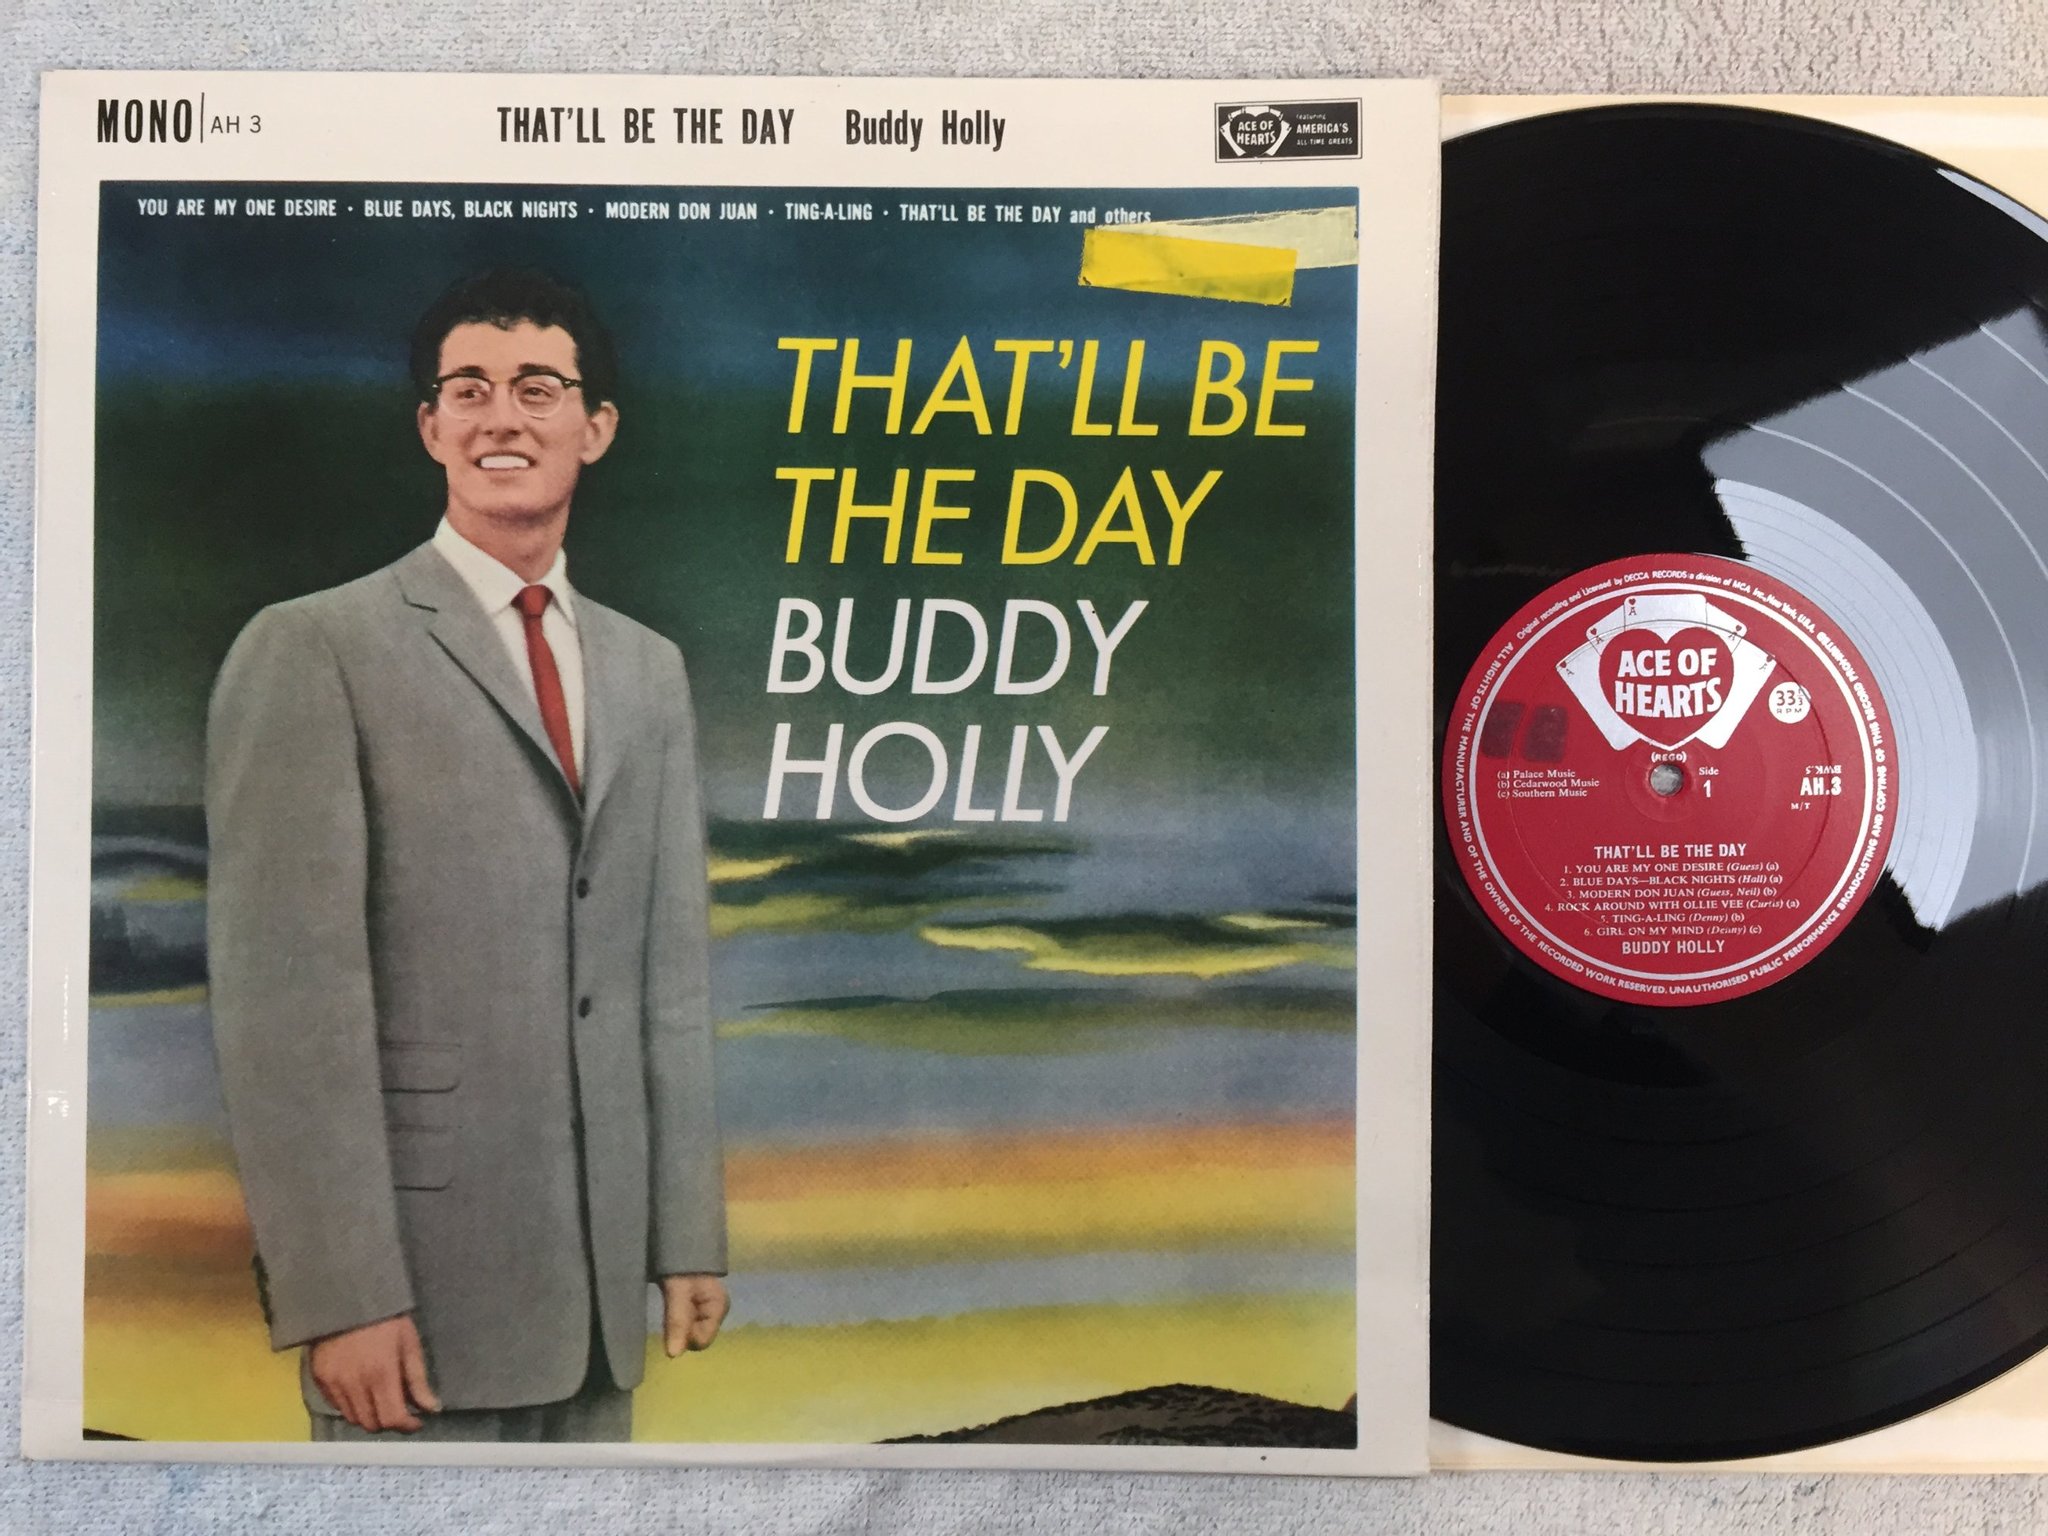 MONO AH 3
THAT'LL BE THE DAY Buddy Holly
ACE OF
HEARTS
featuring
AMERICA'S
ALL TIME GREATS
YOU ARE MY ONE DESIRE · BLUE DAYS, BLACK NIGHTS · MODERN DON JUAN · TING-A-LING · THAT'LL BE THE DAY and others
THAT'LL BE
THE DAY
BUDDY
HOLLY
Original recording and Licensed by DECCA RECORDS a division of MCA Inc., New York, U.S.A.
ALL RIGHTS OF THE MANUFACTURER AND OF THE OWNER OF THE RECORDED WORK RESERVED. UNAUTHORISED PUBLIC PERFORMANCE BROADCASTING AND COPYING OF THIS RECORD PROHIBITED
A
A
A
A
ACE OF
HEARTS
33⅓
RPM
(RECO)
(a) Palace Music
(b) Cedarwood Music
(c) Southern Music
Side
1
BWK.5
AH.3
M/T
THAT'LL BE THE DAY
1. YOU ARE MY ONE DESIRE (Guess) (a)
2. BLUE DAYS—BLACK NIGHTS (Hall) (a)
3. MODERN DON JUAN (Guess, Neil) (b)
4. ROCK AROUND WITH OLLIE VEE (Curtis) (a)
5. TING-A-LING (Denny) (b)
6. GIRL ON MY MIND (Denny) (c)
BUDDY HOLLY